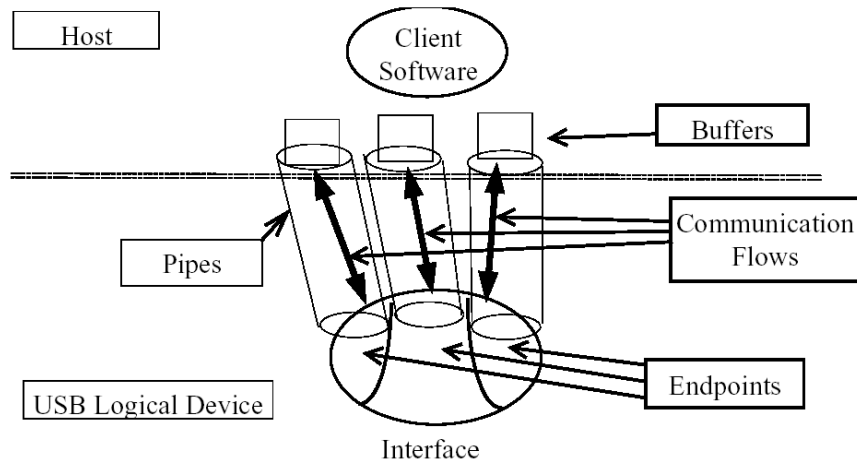 Host
Client
Software
Buffers
Communication
Flows
Pipes
Endpoints
USB Logical Device
Interface